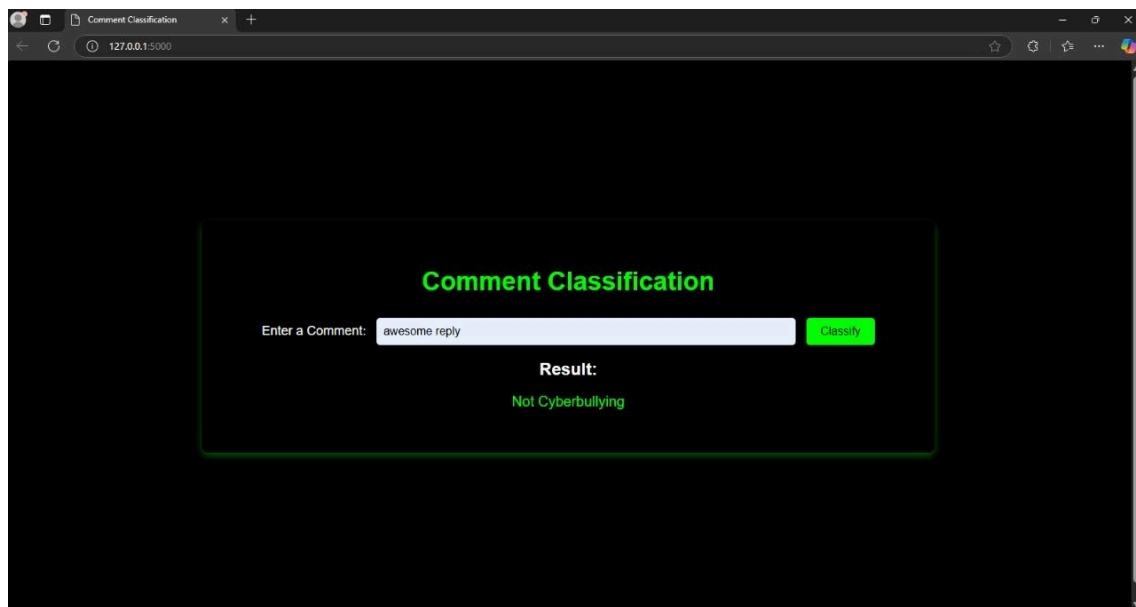 Comment Classification
127.0.0.1:5000
Comment Classification
Enter a Comment: awesome reply Classify
Result:
Not Cyberbullying